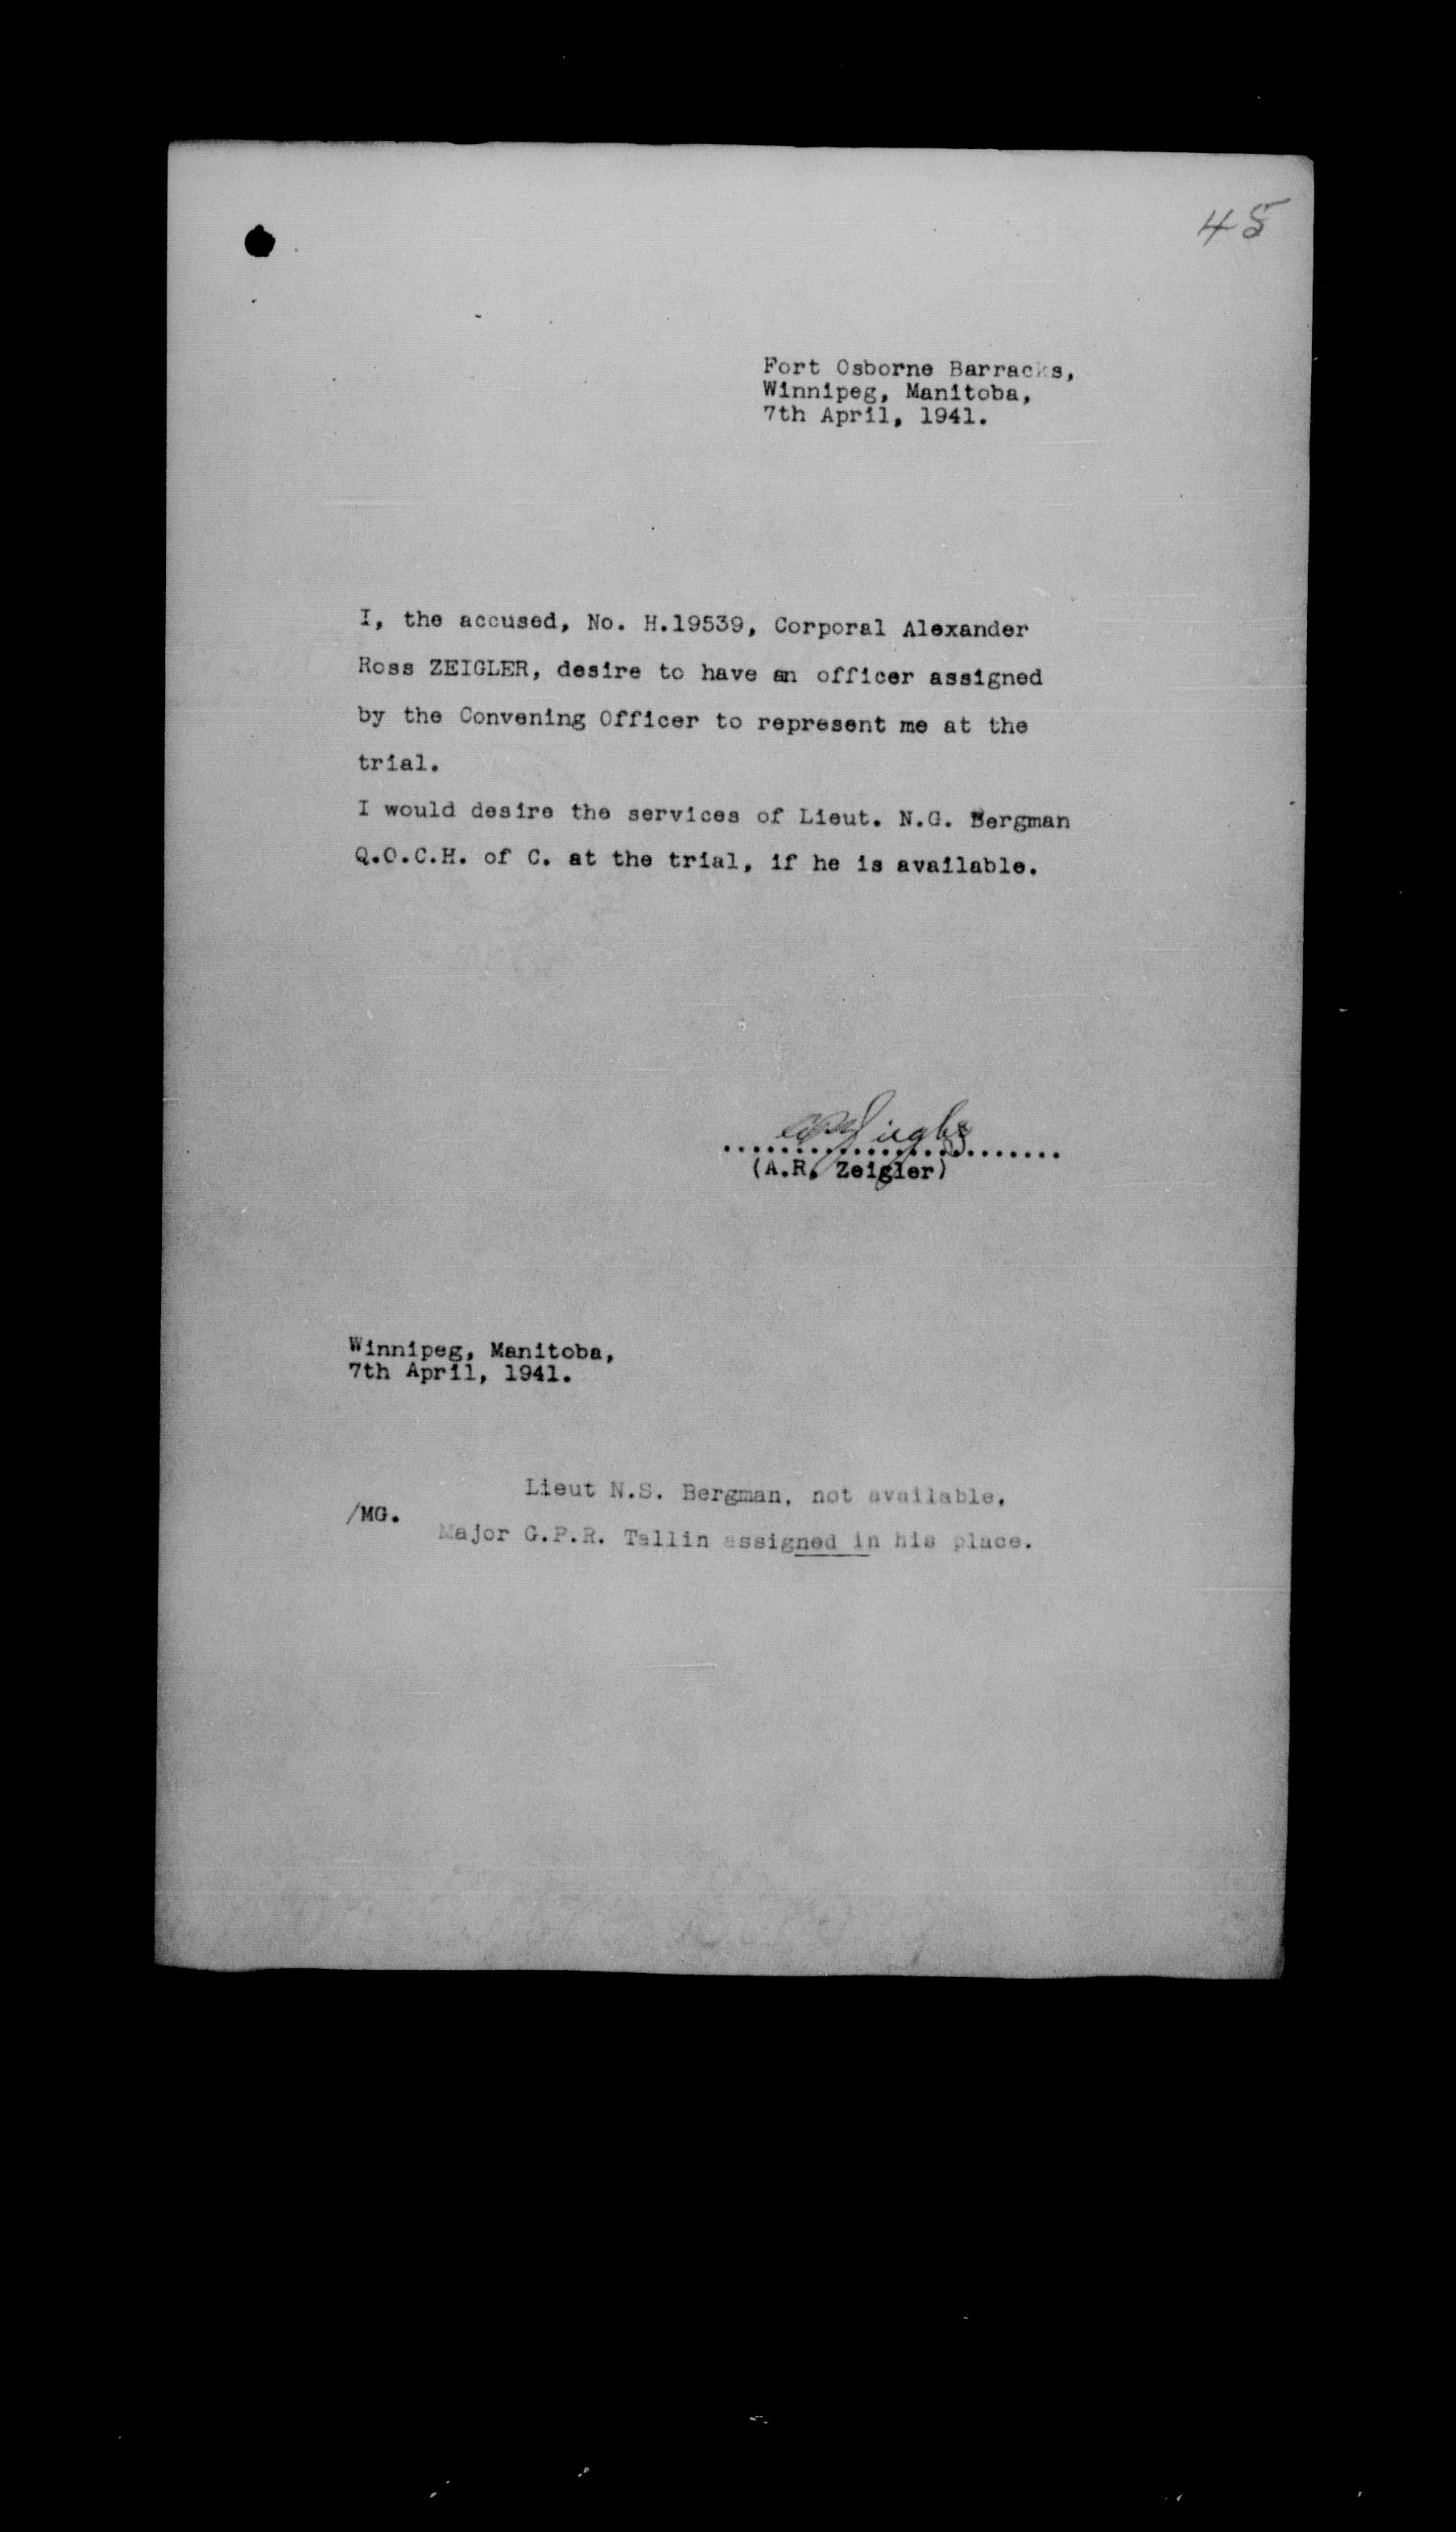 45
Fort Osborne Barracks,
Winnipeg, Manitoba,
7th April, 1941.
I, the accused, No. H.19539, Corporal Alexander
Ross ZEIGLER, desire to have an officer assigned
by the Convening Officer to represent me at the
trial.
I would desire the services of Lieut. N.G. Bergman
Q.O.C.H. of C. at the trial, if he is available.
(A.R. Zeigler)
Winnipeg, Manitoba,
7th April, 1941.
Lieut N.S. Bergman, not available,
/MG.
Major G.P.R. Tallin assigned in his place.